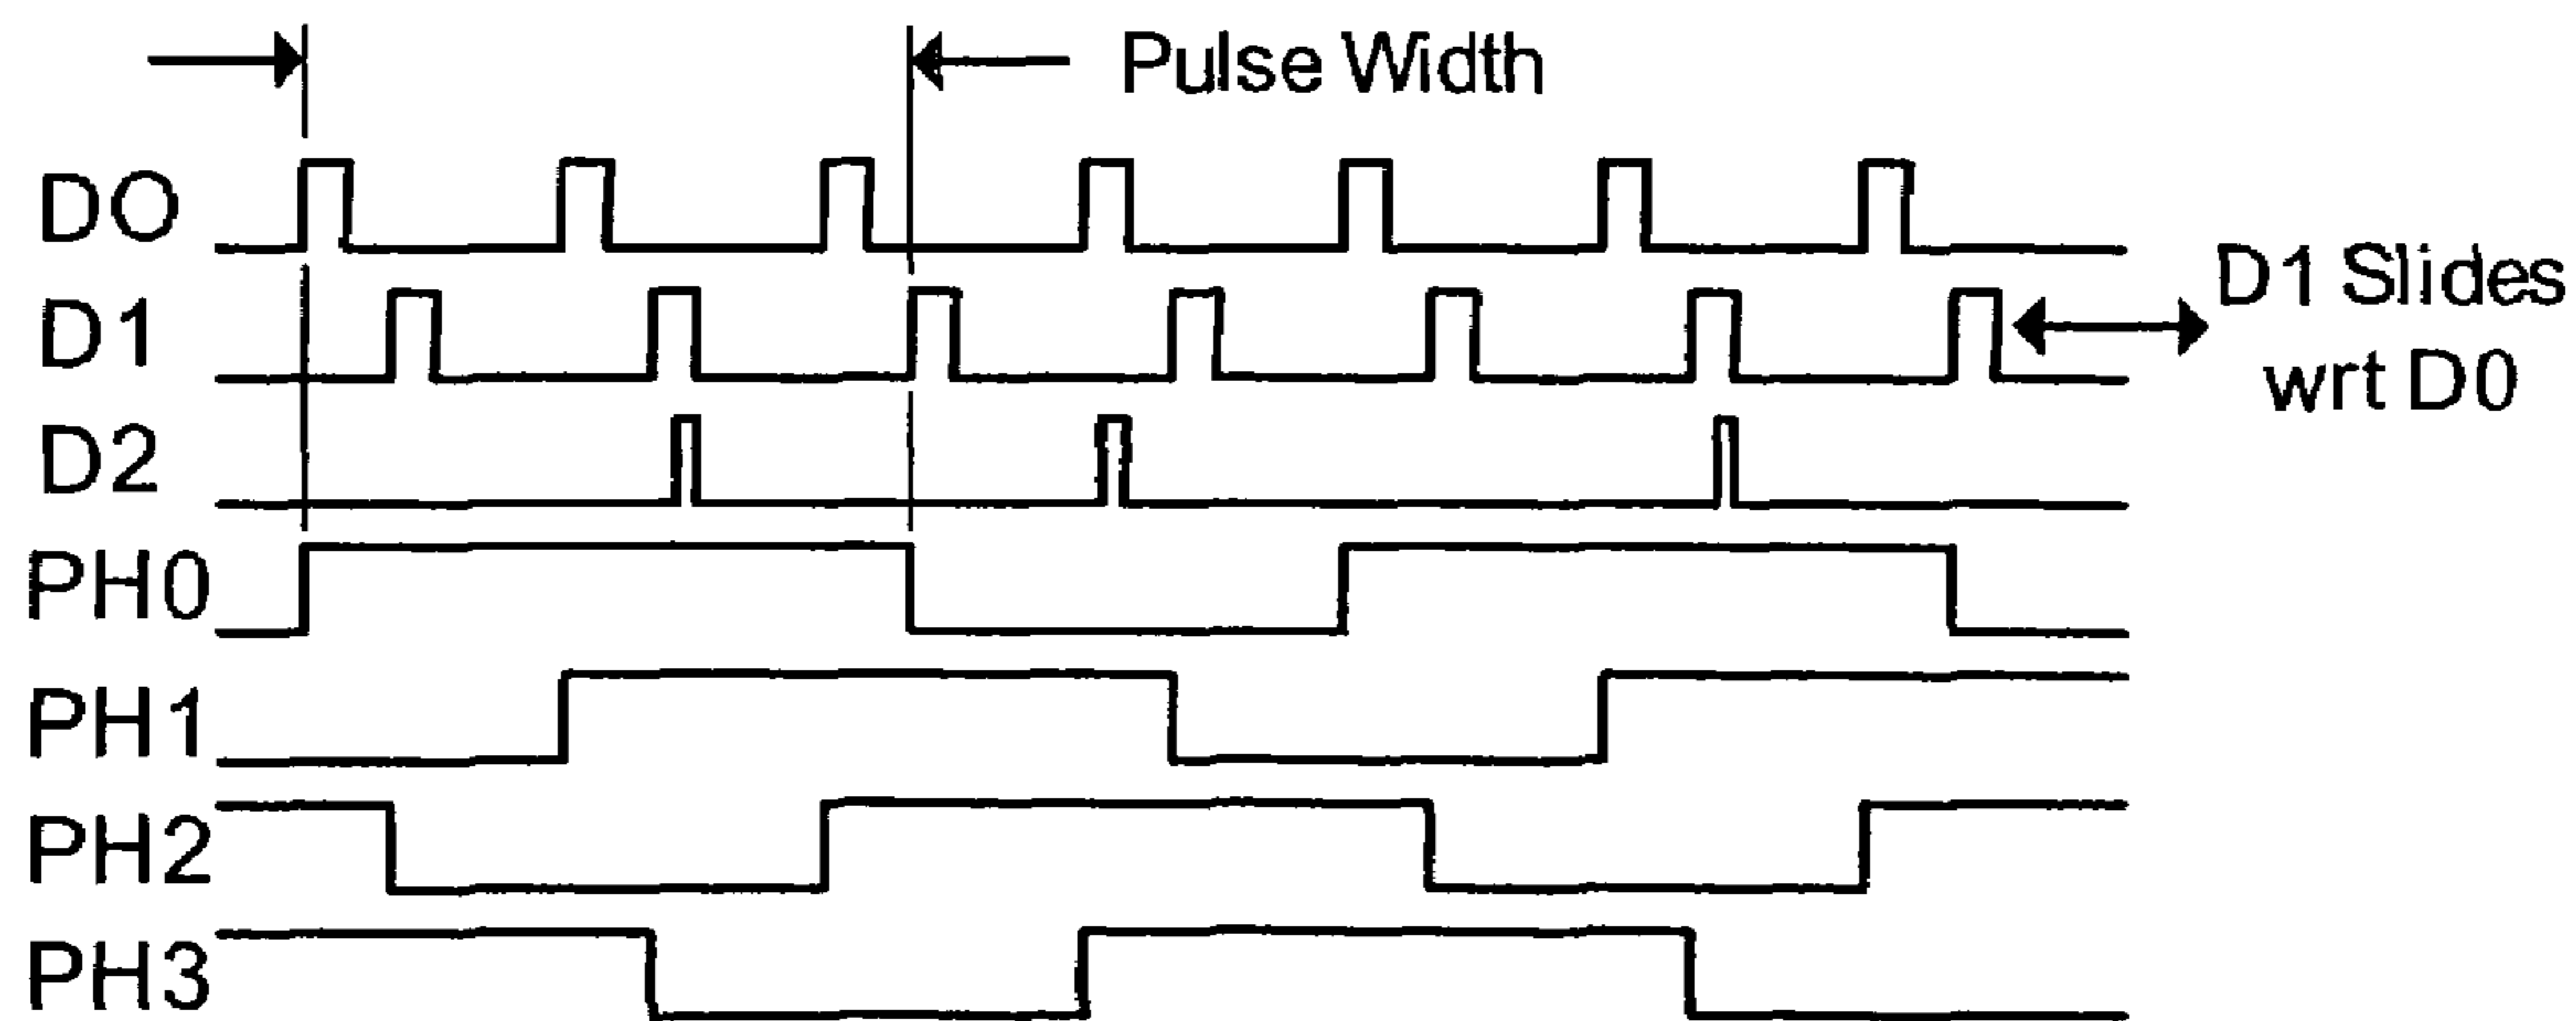 Pulse Width
DO
D1
D1 Slides
wrt D0
D2
PH0
PH1
PH2
PH3